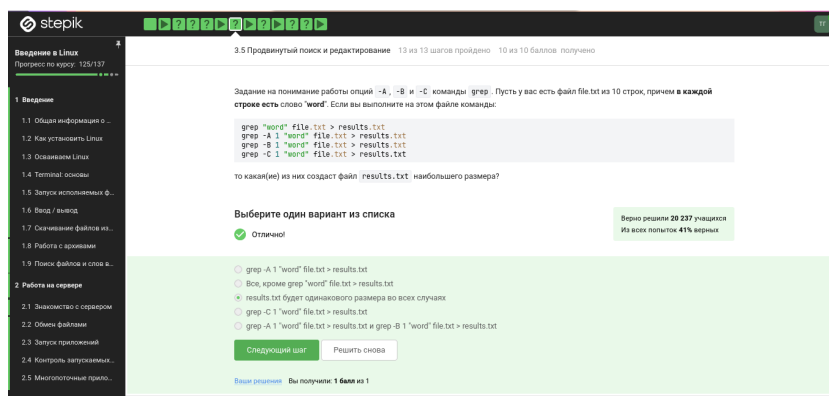 stepik
ТГ
Введение в Linux
Прогресс по курсу: 125/137
3.5 Продвинутый поиск и редактирование 13 из 13 шагов пройдено 10 из 10 баллов получено
1 Введение
1.1 Общая информация о ...
1.2 Как установить Linux
1.3 Осваиваем Linux
1.4 Terminal: основы
1.5 Запуск исполняемых ф...
1.6 Ввод / вывод
1.7 Скачивание файлов из...
1.8 Работа с архивами
1.9 Поиск файлов и слов в...
2 Работа на сервере
2.1 Знакомство с сервером
2.2 Обмен файлами
2.3 Запуск приложений
2.4 Контроль запускаемых...
2.5 Многопоточные прило...
Задание на понимание работы опций -A, -B и -C команды grep. Пусть у вас есть файл file.txt из 10 строк, причем в каждой
строке есть слово "word". Если вы выполните на этом файле команды:
grep "word" file.txt > results.txt
grep -A 1 "word" file.txt > results.txt
grep -B 1 "word" file.txt > results.txt
grep -C 1 "word" file.txt > results.txt
то какая(ие) из них создаст файл results.txt наибольшего размера?
Выберите один вариант из списка
Отлично!
Верно решили 20 237 учащихся
Из всех попыток 41% верных
grep -A 1 "word" file.txt > results.txt
Все, кроме grep "word" file.txt > results.txt
results.txt будет одинакового размера во всех случаях
grep -C 1 "word" file.txt > results.txt
grep -A 1 "word" file.txt > results.txt и grep -B 1 "word" file.txt > results.txt
Следующий шаг
Решить снова
Ваши решения Вы получили: 1 балл из 1